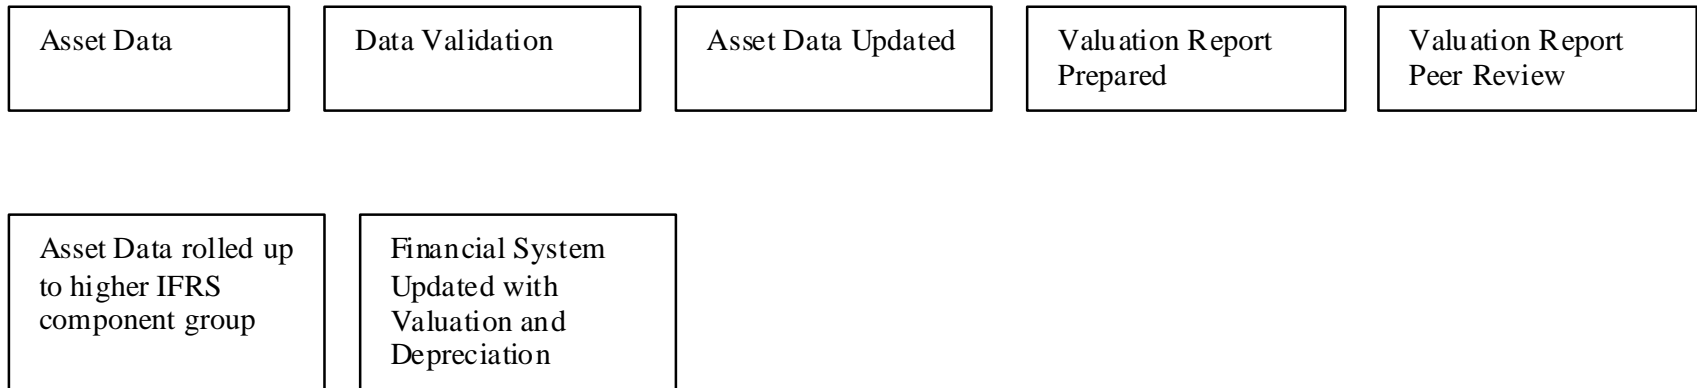 Asset Data
Data Validation
Asset Data Updated
Valuation Report
Prepared
Valuation Report
Peer Review
Asset Data rolled up
to higher IFRS
component group
Financial System
Updated with
Valuation and
Depreciation